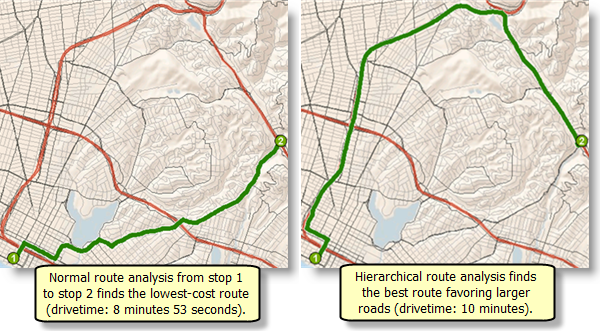 2
1
Normal route analysis from stop 1
to stop 2 finds the lowest-cost route
(drivetime: 8 minutes 53 seconds).
2
1
Hierarchical route analysis finds
the best route favoring larger
roads (drivetime: 10 minutes).